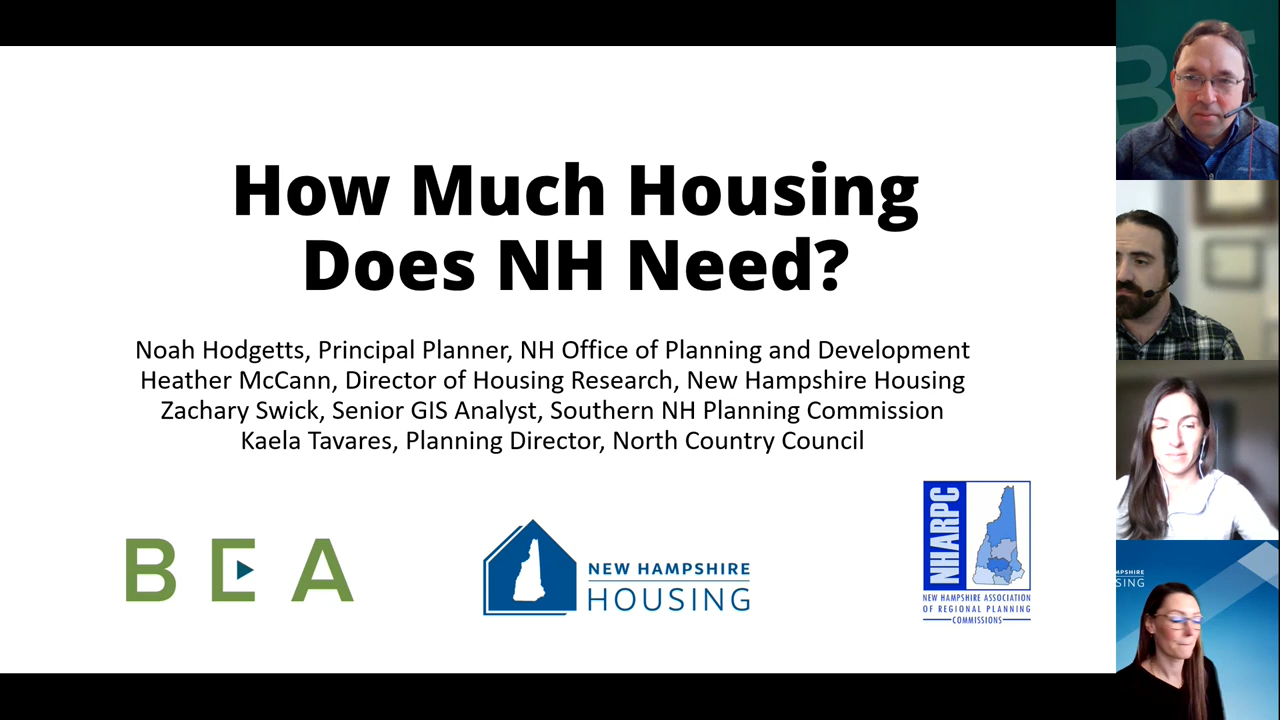 How Much Housing
Does NH Need?
Noah Hodgetts, Principal Planner, NH Office of Planning and Development
Heather McCann, Director of Housing Research, New Hampshire Housing
Zachary Swick, Senior GIS Analyst, Southern NH Planning Commission
Kaela Tavares, Planning Director, North Country Council
BEA
NEW HAMPSHIRE
HOUSING
NHARPC
NEW HAMPSHIRE ASSOCIATION
OF REGIONAL PLANNING
COMMISSIONS
B E
MPSHIRE
SING